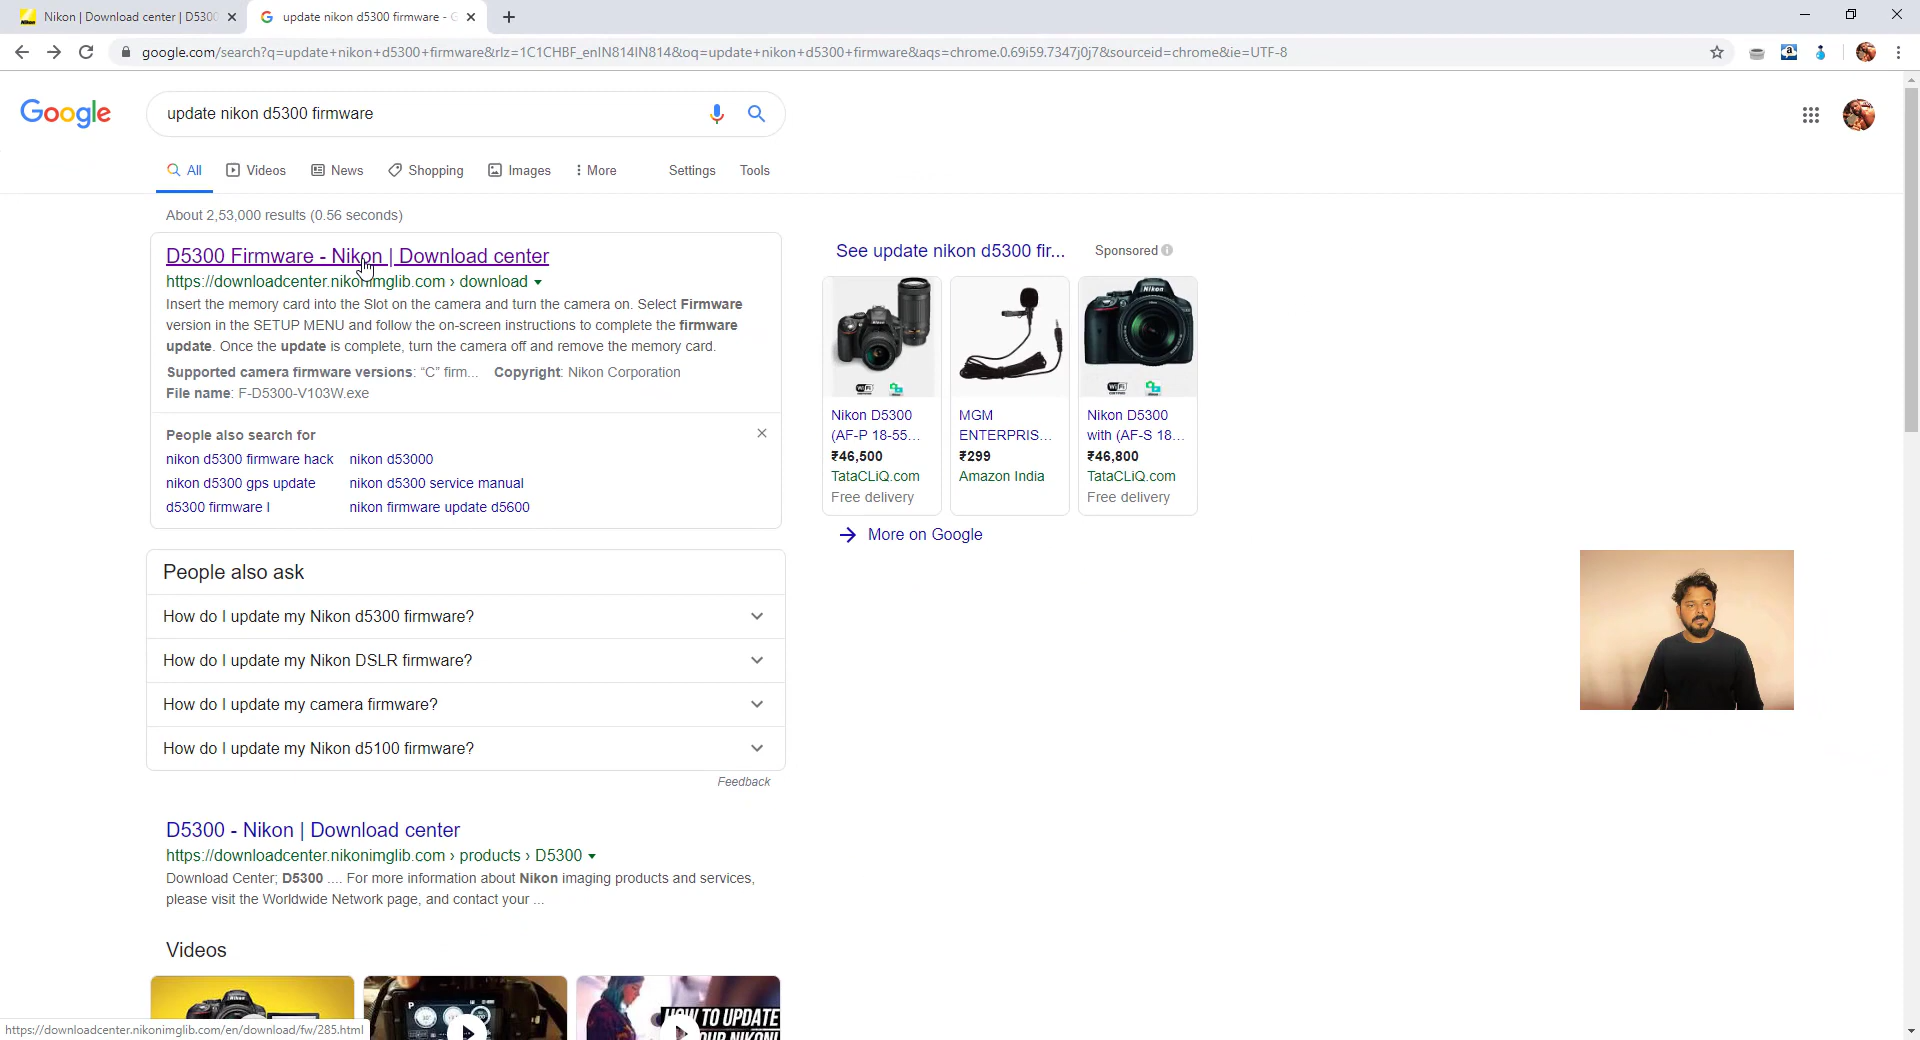 Nikon | Download center | D5300
update nikon d5300 firmware - G
google.com/search?q=update+nikon+d5300+firmware&rlz=1C1CHBF_enIN814IN814&oq=update+nikon+d5300+firmware&aqs=chrome.0.69i59.7347j0j7&sourceid=chrome&ie=UTF-8
Google
update nikon d5300 firmware
All Videos News Shopping Images More Settings Tools
About 2,53,000 results (0.56 seconds)
D5300 Firmware - Nikon | Download center
https://downloadcenter.nikonimglib.com › download
Insert the memory card into the Slot on the camera and turn the camera on. Select Firmware
version in the SETUP MENU and follow the on-screen instructions to complete the firmware
update. Once the update is complete, turn the camera off and remove the memory card.
Supported camera firmware versions: “C” firm... Copyright: Nikon Corporation
File name: F-D5300-V103W.exe
People also search for
nikon d5300 firmware hack nikon d53000
nikon d5300 gps update nikon d5300 service manual
d5300 firmware l nikon firmware update d5600
People also ask
How do I update my Nikon d5300 firmware?
How do I update my Nikon DSLR firmware?
How do I update my camera firmware?
How do I update my Nikon d5100 firmware?
Feedback
D5300 - Nikon | Download center
https://downloadcenter.nikonimglib.com › products › D5300
Download Center; D5300 .... For more information about Nikon imaging products and services,
please visit the Worldwide Network page, and contact your ...
Videos
HOW TO UPDATE
YOUR NIKON!
https://downloadcenter.nikonimglib.com/en/download/fw/285.html
See update nikon d5300 fir... Sponsored
Nikon D5300
(AF-P 18-55...
₹46,500
TataCLiQ.com
Free delivery
MGM
ENTERPRIS...
₹299
Amazon India
Nikon D5300
with (AF-S 18...
₹46,800
TataCLiQ.com
Free delivery
More on Google